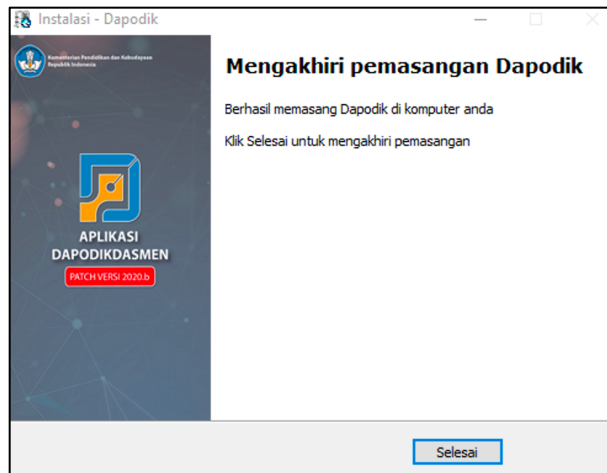 Instalasi - Dapodik
Kementerian Pendidikan dan Kebudayaan
Republik Indonesia
Mengakhiri pemasangan Dapodik
Berhasil memasang Dapodik di komputer anda
Klik Selesai untuk mengakhiri pemasangan
APLIKASI
DAPODIKDASMEN
PATCH VERSI 2020.b
Selesai